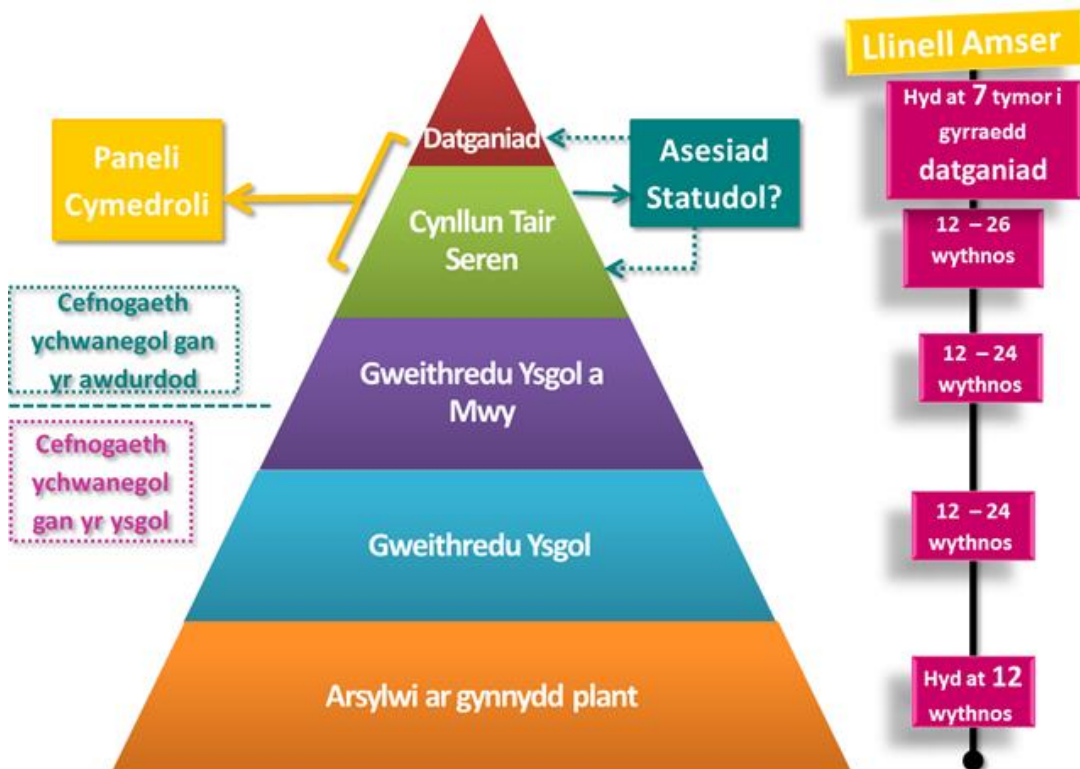 Datganiad
Cynllun Tair
Seren
Gweithredu Ysgol a
Mwy
Gweithredu Ysgol
Arsylwi ar gynnydd plant
Paneli
Cymedroli
Cefnogaeth
ychwanegol gan
yr awdurdod
Cefnogaeth
ychwanegol
gan yr ysgol
Asesiad
Statudol?
Llinell Amser
Hyd at 7 tymor i
gyrraedd
datganiad
12 – 26
wythnos
12 – 24
wythnos
12 – 24
wythnos
Hyd at 12
wythnos